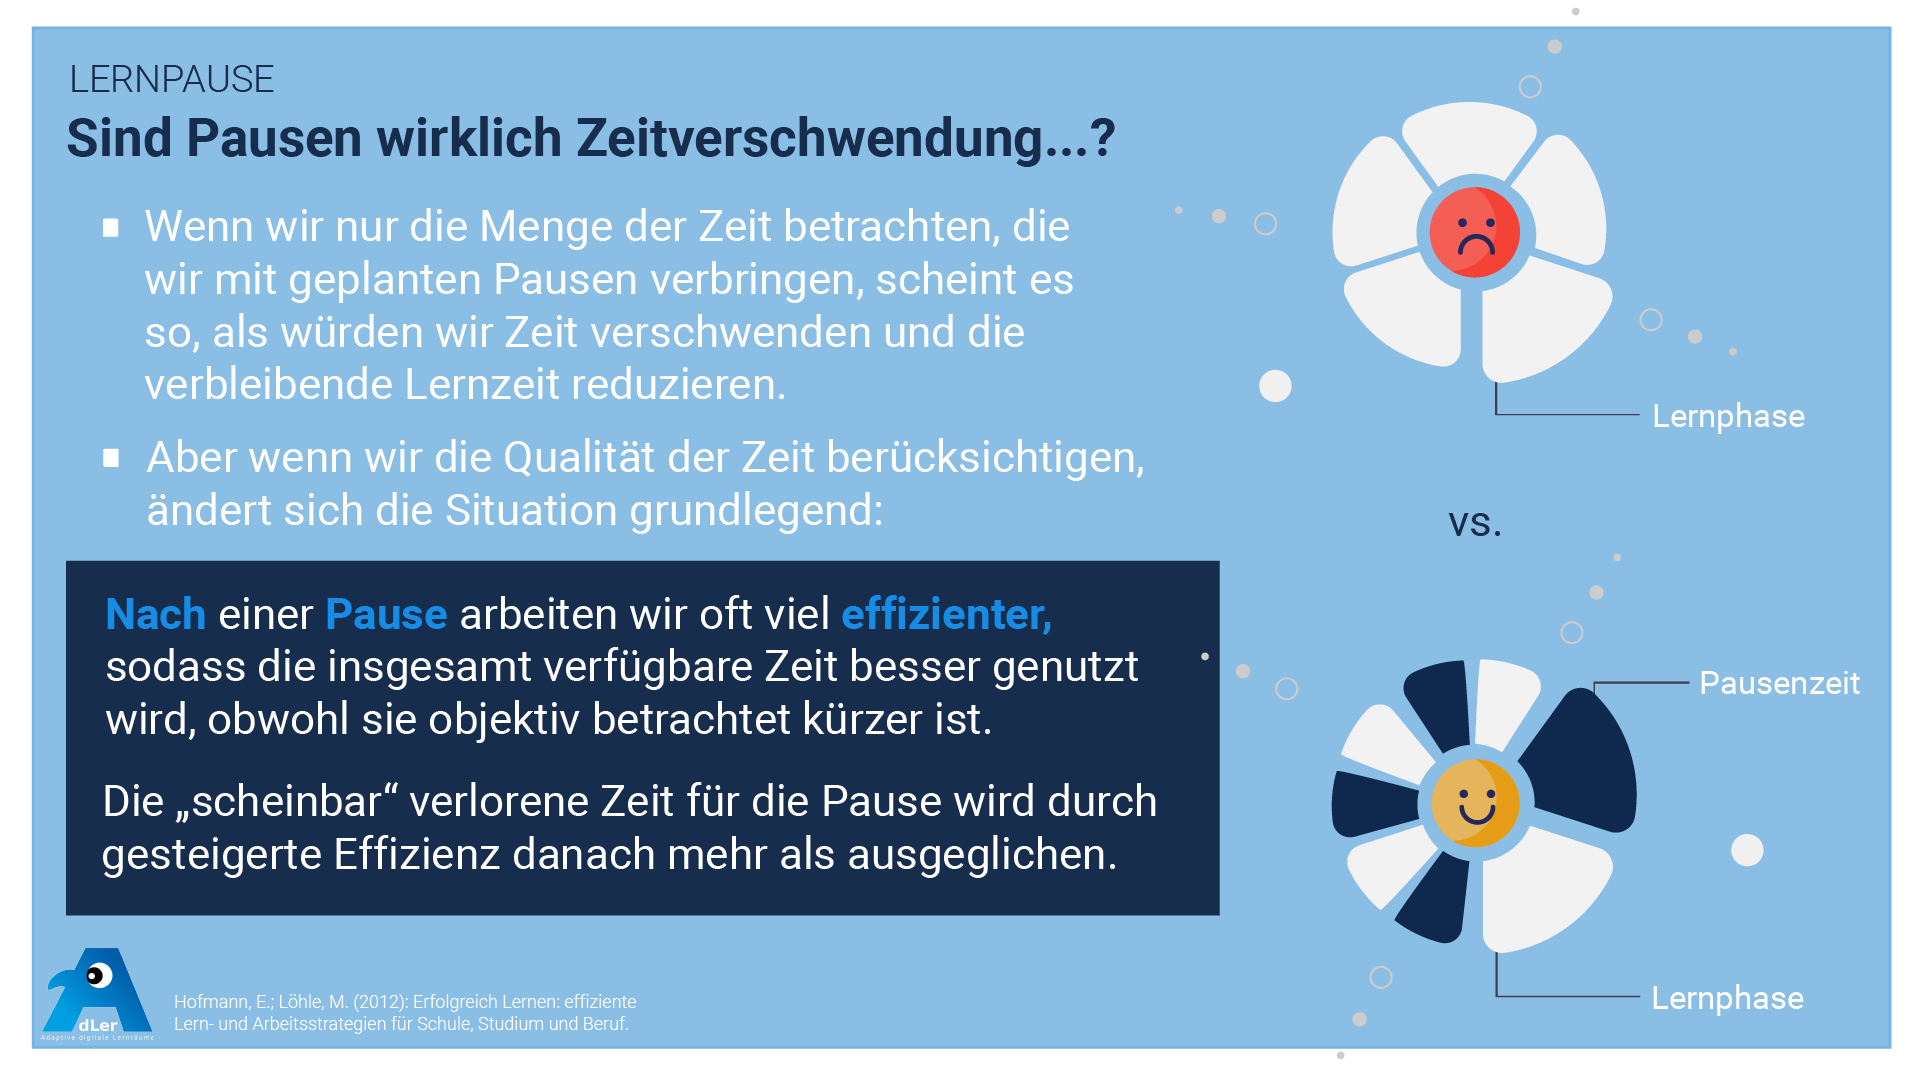 LERNPAUSE
Sind Pausen wirklich Zeitverschwendung...?
Wenn wir nur die Menge der Zeit betrachten, die
wir mit geplanten Pausen verbringen, scheint es
so, als würden wir Zeit verschwenden und die
verbleibende Lernzeit reduzieren.
Aber wenn wir die Qualität der Zeit berücksichtigen,
ändert sich die Situation grundlegend:
Nach einer Pause arbeiten wir oft viel effizienter,
sodass die insgesamt verfügbare Zeit besser genutzt
wird, obwohl sie objektiv betrachtet kürzer ist.
Die „scheinbar“ verlorene Zeit für die Pause wird durch
gesteigerte Effizienz danach mehr als ausgeglichen.
Lernphase
vs.
Pausenzeit
Lernphase
dLer
Adaptive digitale Lernräume
Hofmann, E.; Löhle, M. (2012): Erfolgreich Lernen: effiziente
Lern- und Arbeitsstrategien für Schule, Studium und Beruf.